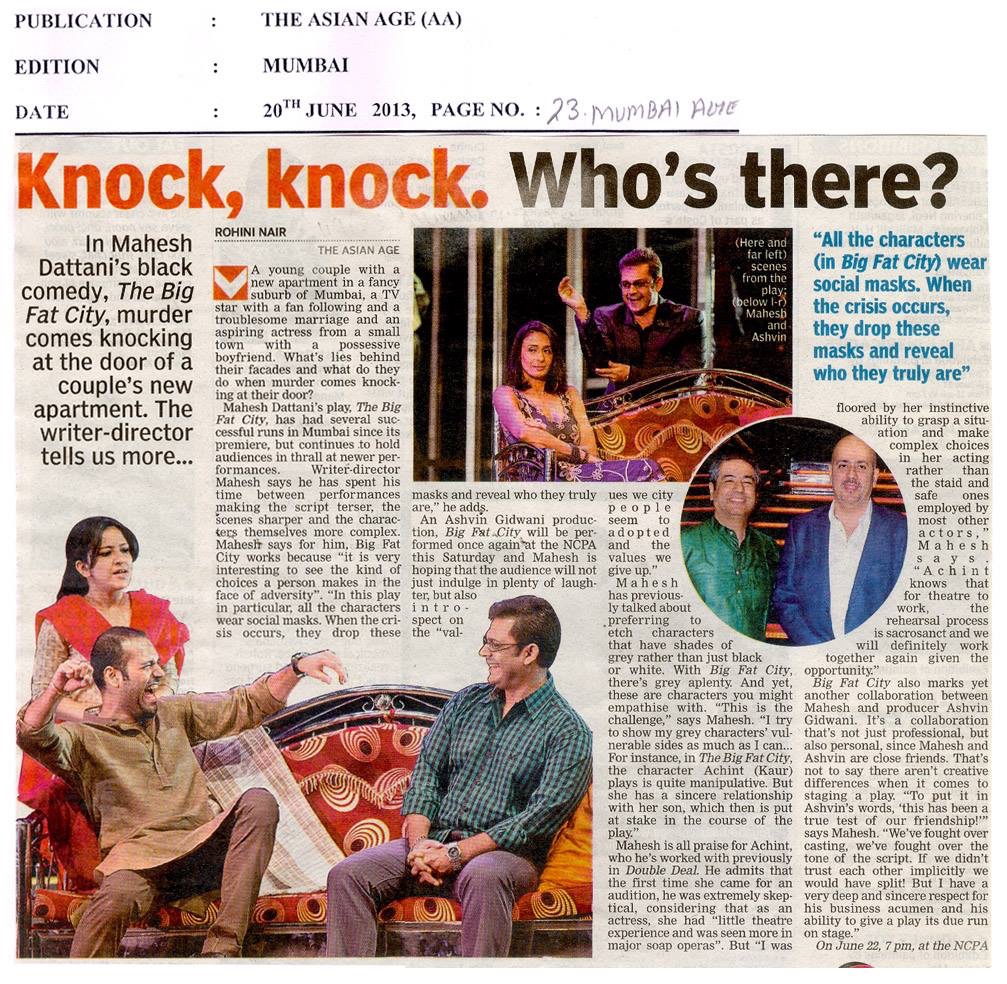 PUBLICATION : THE ASIAN AGE (AA)
EDITION : MUMBAI
DATE : 20TH JUNE 2013, PAGE NO. : 23. MUMBAI AGE
Knock, knock. Who's there?
In Mahesh
Dattani's black
comedy, The Big
Fat City, murder
comes knocking
at the door of a
couple's new
apartment. The
writer-director
tells us more...
ROHINI NAIR
THE ASIAN AGE
A young couple with a
new apartment in a fancy
suburb of Mumbai, a TV
star with a fan following and a
troublesome marriage and an
aspiring actress from a small
town with a possessive
boyfriend. What's lies behind
their facades and what do they
do when murder comes knock-
ing at their door?
Mahesh Dattani's play, The Big
Fat City, has had several suc-
cessful runs in Mumbai since its
premiere, but continues to hold
audiences in thrall at newer per-
formances. Writer-director
Mahesh says he has spent his
time between performances
making the script terser, the
scenes sharper and the charac-
ters themselves more complex.
Mahesh says for him, Big Fat
City works because "it is very
interesting to see the kind of
choices a person makes in the
face of adversity". "In this play
in particular, all the characters
wear social masks. When the cri-
sis occurs, they drop these
(Here and
far left)
scenes
from the
play;
(below l-r)
Mahesh
and
Ashvin
masks and reveal who they truly
are," he adds.
An Ashvin Gidwani produc-
tion, Big Fat City will be per-
formed once again at the NCPA
this Saturday and Mahesh is
hoping that the audience will not
just indulge in plenty of laugh-
ter, but also
intro-
spect on
the "val-
ues we city
people
seem to
adopted
and the
values we
give up."
Mahesh
has previous-
ly talked about
preferring to
etch characters
that have shades of
grey rather than just black
or white. With Big Fat City,
there's grey aplenty. And yet,
these are characters you might
empathise with. "This is the
challenge," says Mahesh. "I try
to show my grey characters' vul-
nerable sides as much as I can...
For instance, in The Big Fat City,
the character Achint (Kaur)
plays is quite manipulative. But
she has a sincere relationship
with her son, which then is put
at stake in the course of the
play."
Mahesh is all praise for Achint,
who he's worked with previously
in Double Deal. He admits that
the first time she came for an
audition, he was extremely skep-
tical, considering that as an
actress, she had "little theatre
experience and was seen more in
major soap operas". But "I was
"All the characters
(in Big Fat City) wear
social masks. When
the crisis occurs,
they drop these
masks and reveal
who they truly are"
floored by her instinctive
ability to grasp a situ-
ation and make
complex choices
in her acting
rather than
the staid and
safe ones
employed by
most other
actors,"
Mahesh
says.
"Achint
knows that
for theatre to
work, the
rehearsal process
is sacrosanct and we
will definitely work
together again given the
opportunity."
Big Fat City also marks yet
another collaboration between
Mahesh and producer Ashvin
Gidwani. It's a collaboration
that's not just professional, but
also personal, since Mahesh and
Ashvin are close friends. That's
not to say there aren't creative
differences when it comes to
staging a play. "To put it in
Ashvin's words, 'this has been a
true test of our friendship!'"
says Mahesh. "We've fought over
casting, we've fought over the
tone of the script. If we didn't
trust each other implicitly we
would have split! But I have a
very deep and sincere respect for
his business acumen and his
ability to give a play its due run
on stage."
On June 22, 7 pm, at the NCPA